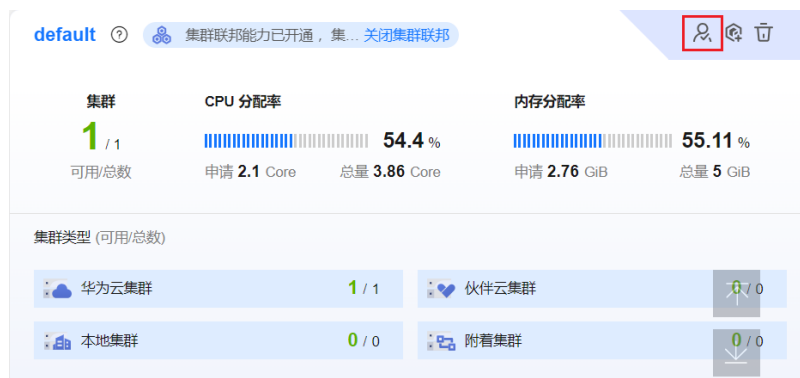 default ? 集群联邦能力已开通，集... 关闭集群联邦
集群 CPU 分配率 内存分配率
1 / 1 54.4 % 55.11 %
可用/总数 申请 2.1 Core 总量 3.86 Core 申请 2.76 GiB 总量 5 GiB
集群类型 (可用/总数)
华为云集群 1 / 1 伙伴云集群 0 / 0
本地集群 0 / 0 附着集群 0 / 0